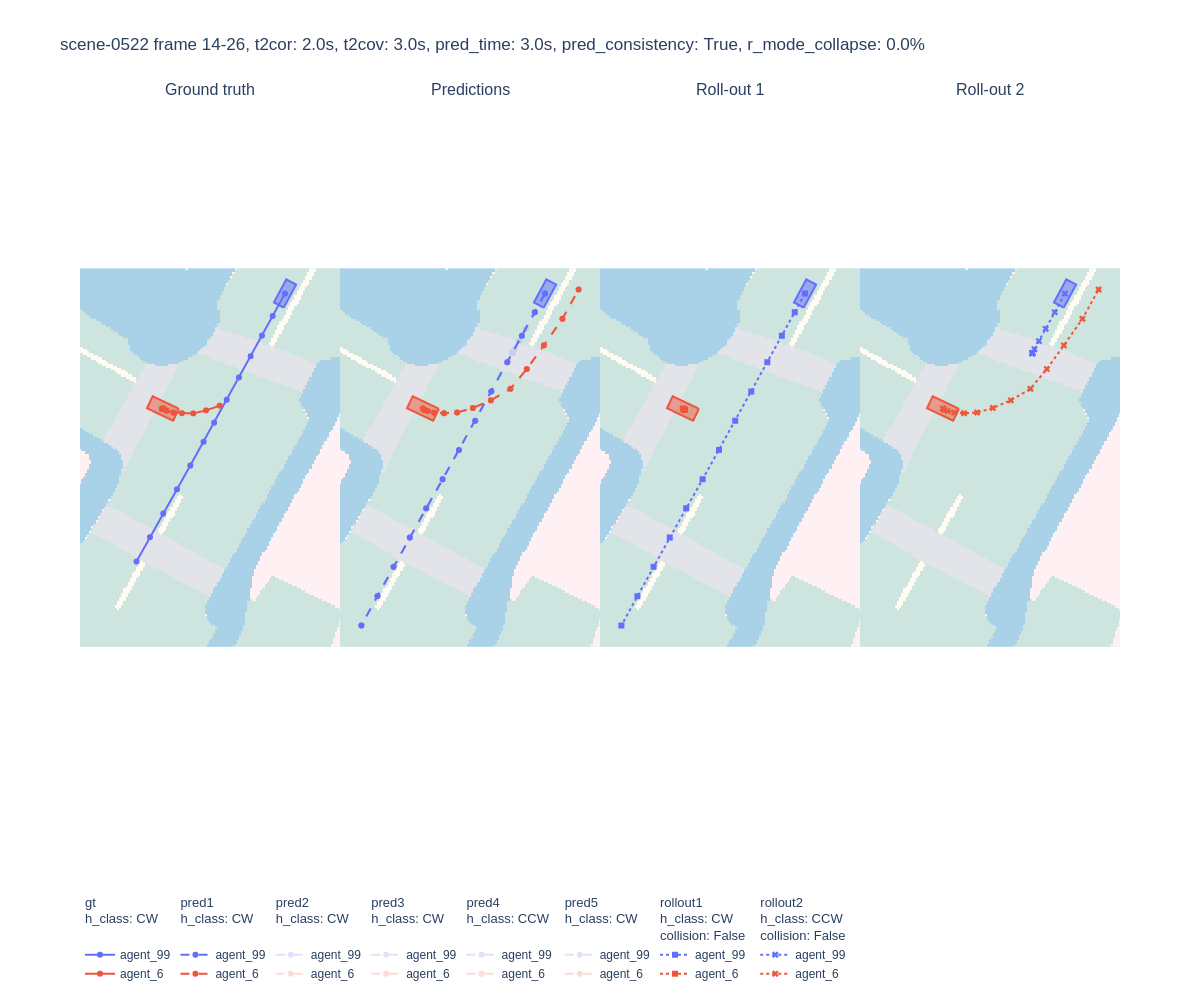 scene-0522 frame 14-26, t2cor: 2.0s, t2cov: 3.0s, pred_time: 3.0s, pred_consistency: True, r_mode_collapse: 0.0%
Ground truth
Predictions
Roll-out 1
Roll-out 2
gt
h_class: CW
agent_99
agent_6
pred1
h_class: CW
agent_99
agent_6
pred2
h_class: CW
agent_99
agent_6
pred3
h_class: CW
agent_99
agent_6
pred4
h_class: CCW
agent_99
agent_6
pred5
h_class: CW
agent_99
agent_6
rollout1
h_class: CW
collision: False
agent_99
agent_6
rollout2
h_class: CCW
collision: False
agent_99
agent_6